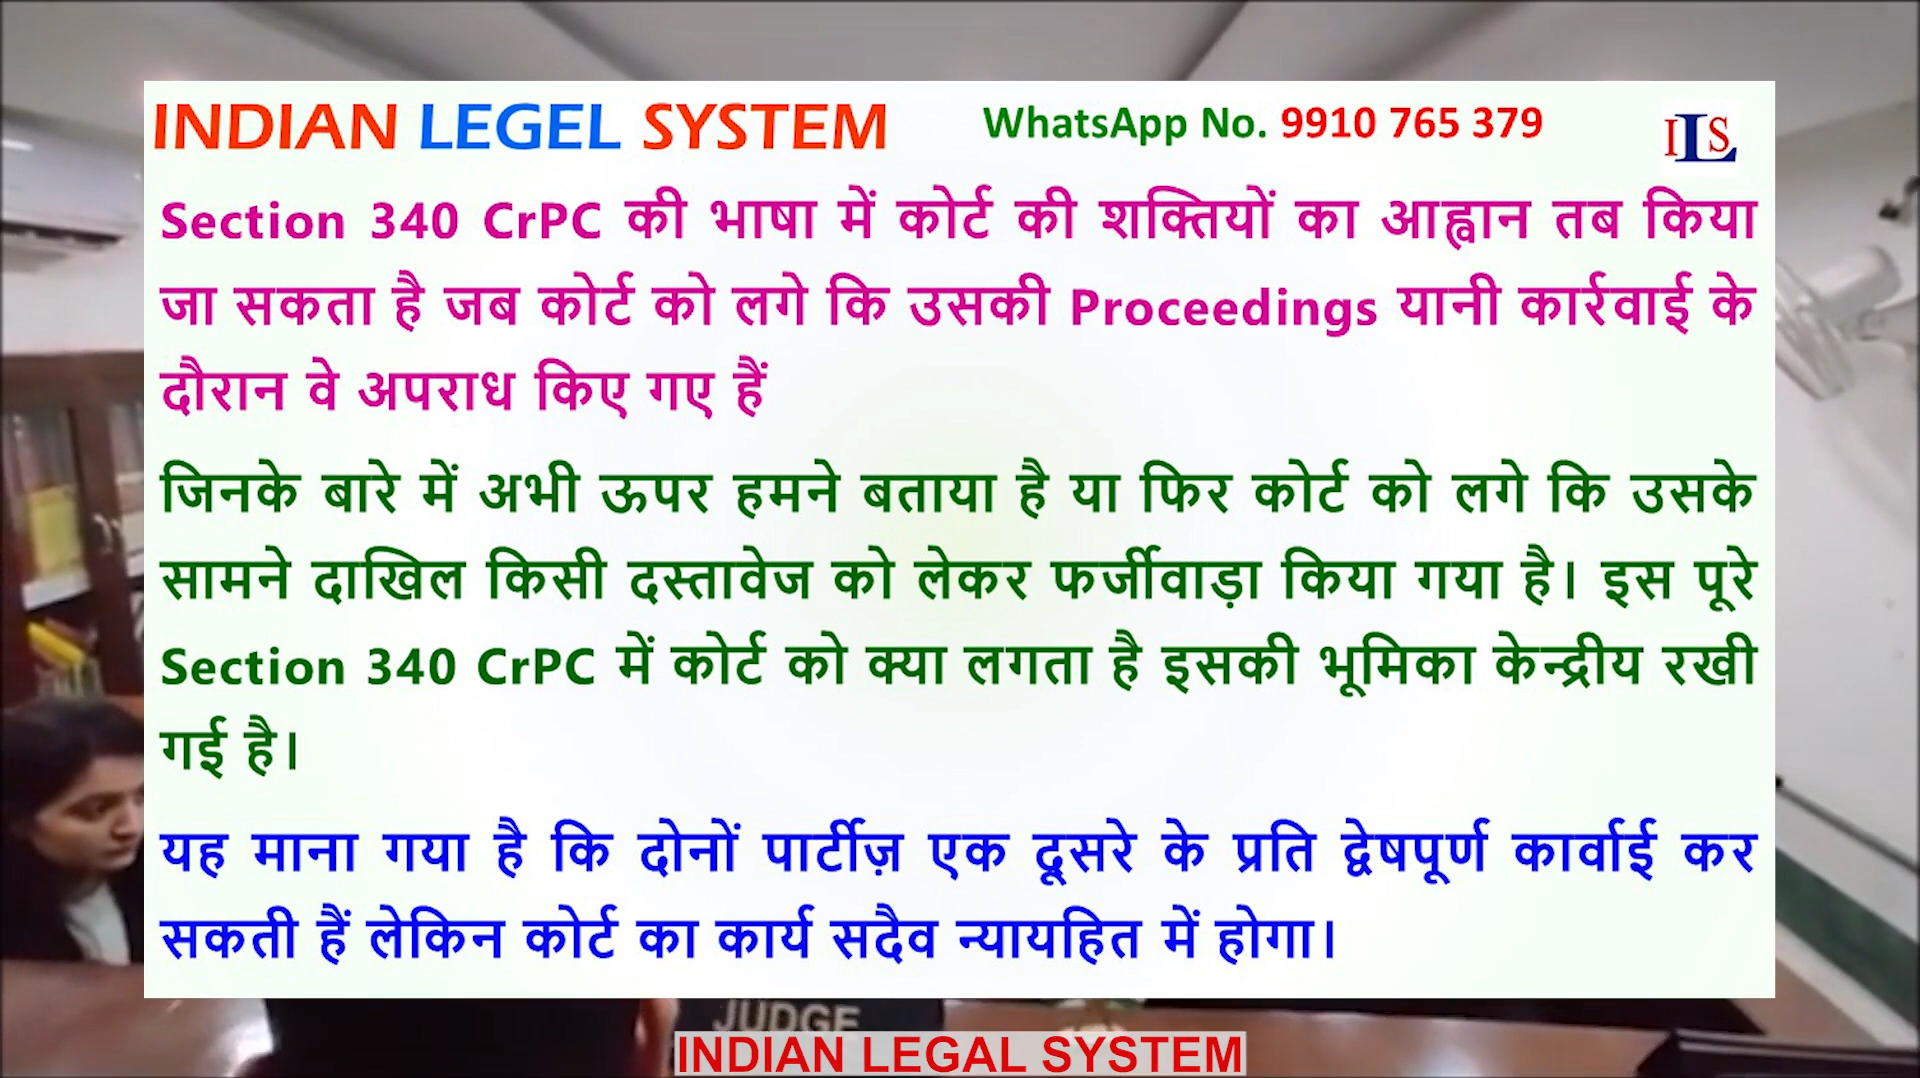 INDIAN LEGEL SYSTEM WhatsApp No. 9910 765 379 ILS
Section 340 CrPC की भाषा में कोर्ट की शक्तियों का आह्वान तब किया
जा सकता है जब कोर्ट को लगे कि उसकी Proceedings यानी कार्रवाई के
दौरान वे अपराध किए गए हैं
जिनके बारे में अभी ऊपर हमने बताया है या फिर कोर्ट को लगे कि उसके
सामने दाखिल किसी दस्तावेज को लेकर फर्जीवाड़ा किया गया है। इस पूरे
Section 340 CrPC में कोर्ट को क्या लगता है इसकी भूमिका केन्द्रीय रखी
गई है।
यह माना गया है कि दोनों पार्टीज़ एक दूसरे के प्रति द्वेषपूर्ण कार्वाई कर
सकती हैं लेकिन कोर्ट का कार्य सदैव न्यायहित में होगा।
JUDGE
INDIAN LEGAL SYSTEM